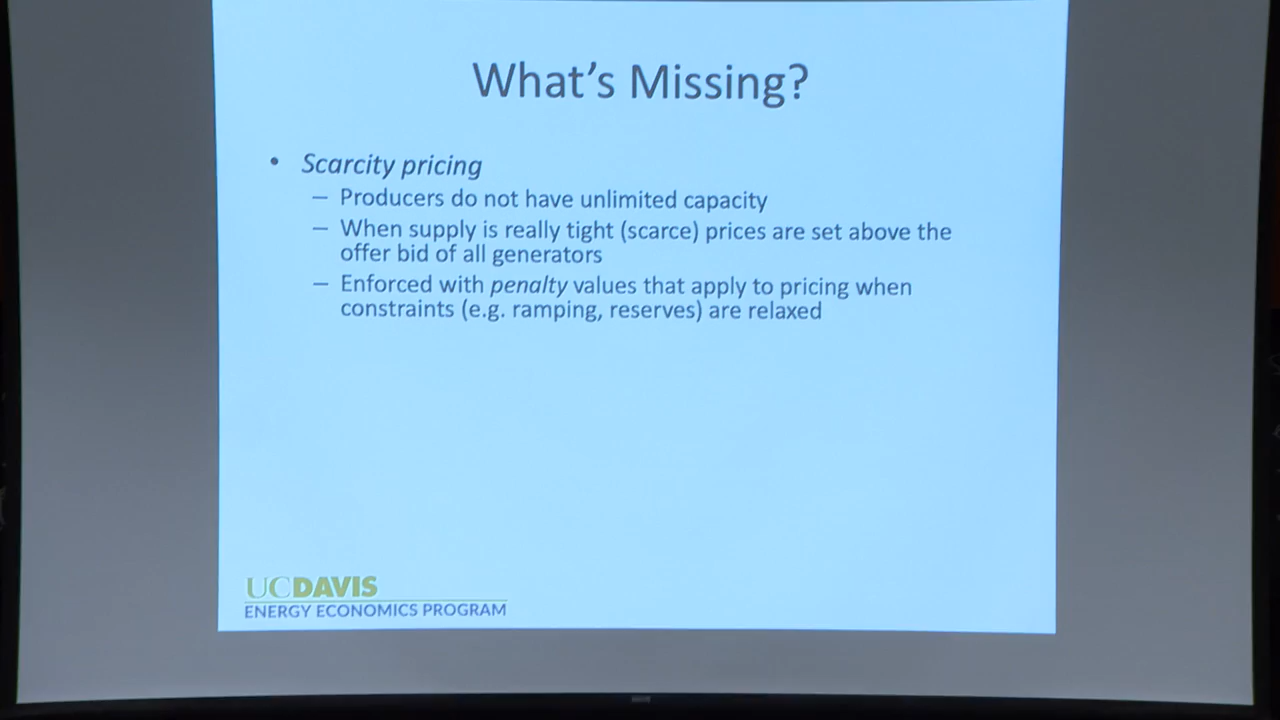 What's Missing?
• Scarcity pricing
– Producers do not have unlimited capacity
– When supply is really tight (scarce) prices are set above the
offer bid of all generators
– Enforced with penalty values that apply to pricing when
constraints (e.g. ramping, reserves) are relaxed
UCDAVIS
ENERGY ECONOMICS PROGRAM